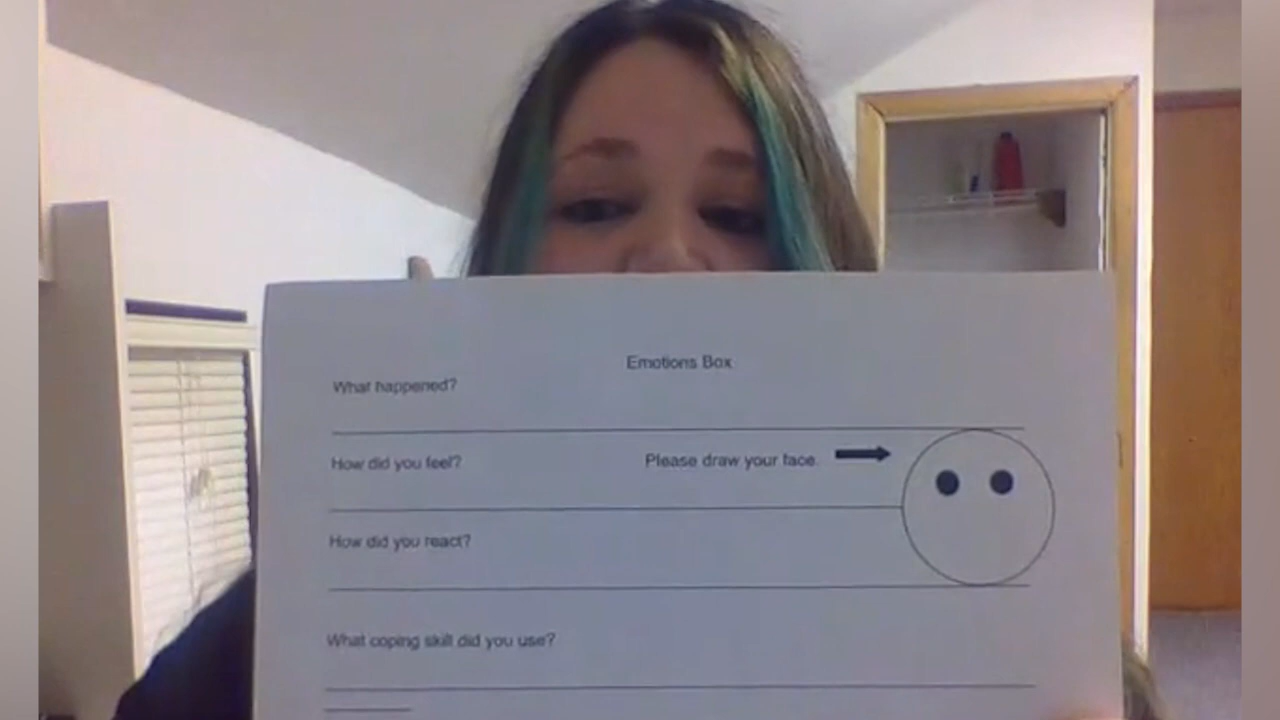 Emotions Box
What happened?
How did you feel? Please draw your face.
How did you react?
What coping skill did you use?